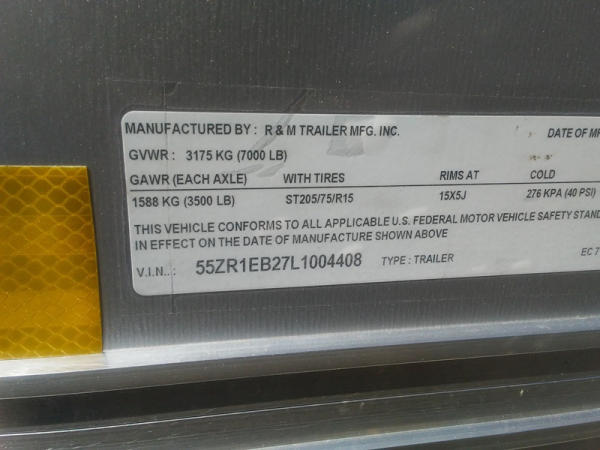 MANUFACTURED BY : R & M TRAILER MFG. INC. DATE OF
GVWR : 3175 KG (7000 LB)
GAWR (EACH AXLE) WITH TIRES RIMS AT COLD
1588 KG (3500 LB) ST205/75/R15 15X5J 276 KPA (40 PSI)
THIS VEHICLE CONFORMS TO ALL APPLICABLE U.S. FEDERAL MOTOR VEHICLE SAFETY STAND
IN EFFECT ON THE DATE OF MANUFACTURE SHOWN ABOVE
V.I.N.. : 55ZR1EB27L1004408 TYPE : TRAILER EC 7